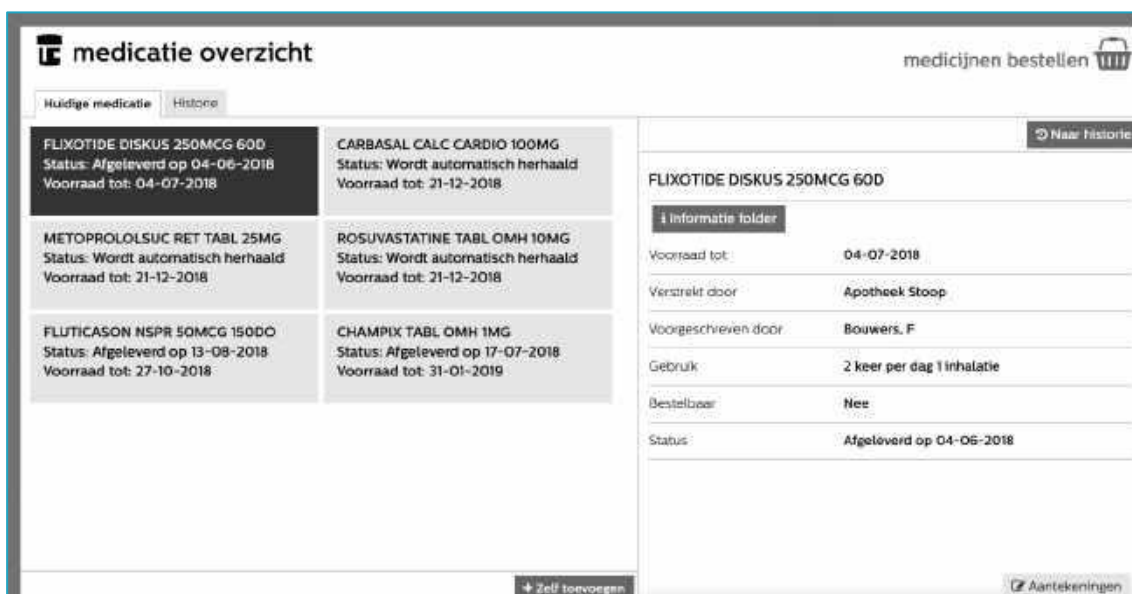 medicatie overzicht
medicijnen bestellen
Huidige medicatie
Historie
FLIXOTIDE DISKUS 250MCG 60D
Status: Afgeleverd op 04-06-2018
Voorraad tot: 04-07-2018
CARBASAL CALC CARDIO 100MG
Status: Wordt automatisch herhaald
Voorraad tot: 21-12-2018
METOPROLOLSUC RET TABL 25MG
Status: Wordt automatisch herhaald
Voorraad tot: 21-12-2018
ROSUVASTATINE TABL OMH 10MG
Status: Wordt automatisch herhaald
Voorraad tot: 21-12-2018
FLUTICASON NSPR 50MCG 150DO
Status: Afgeleverd op 13-08-2018
Voorraad tot: 27-10-2018
CHAMPIX TABL OMH 1MG
Status: Afgeleverd op 17-07-2018
Voorraad tot: 31-01-2019
+ Zelf toevoegen
Naar historie
FLIXOTIDE DISKUS 250MCG 60D
i Informatie folder
Voorraad tot 04-07-2018
Verstrekt door Apotheek Stoop
Voorgeschreven door Bouwers, F
Gebruik 2 keer per dag 1 inhalatie
Bestelbaar Nee
Status Afgeleverd op 04-06-2018
Aantekeningen